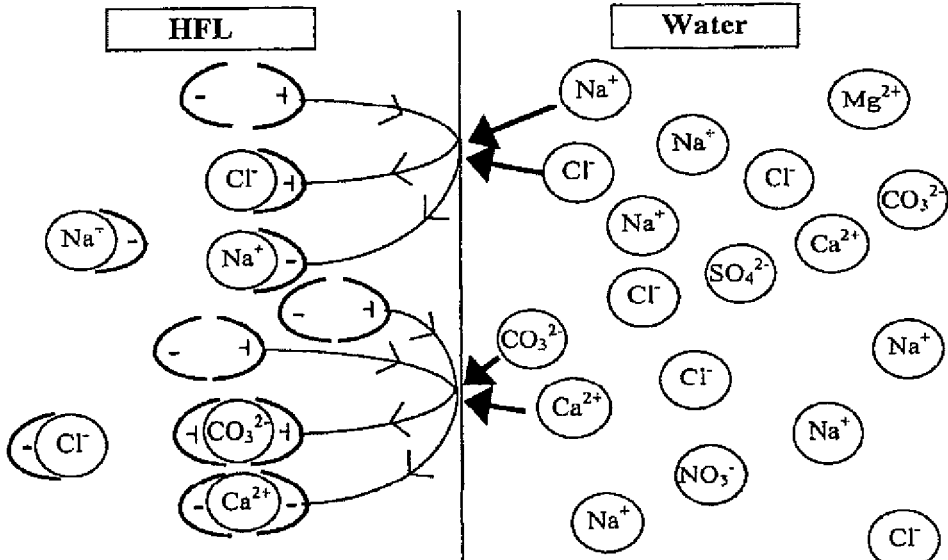 HFL
Water
- +
Na⁺
Mg²⁺
Na⁺
Cl⁻
Cl⁻ +
Cl⁻
CO₃²⁻
Na⁺ -
Na⁺
Ca²⁺
Na⁺ -
SO₄²⁻
Cl⁻
- +
CO₃²⁻
- +
Na⁺
Cl⁻
Ca²⁺
+ CO₃²⁻ +
- Cl⁻
Na⁺
NO₃⁻
- Ca²⁺ -
Na⁺
Cl⁻